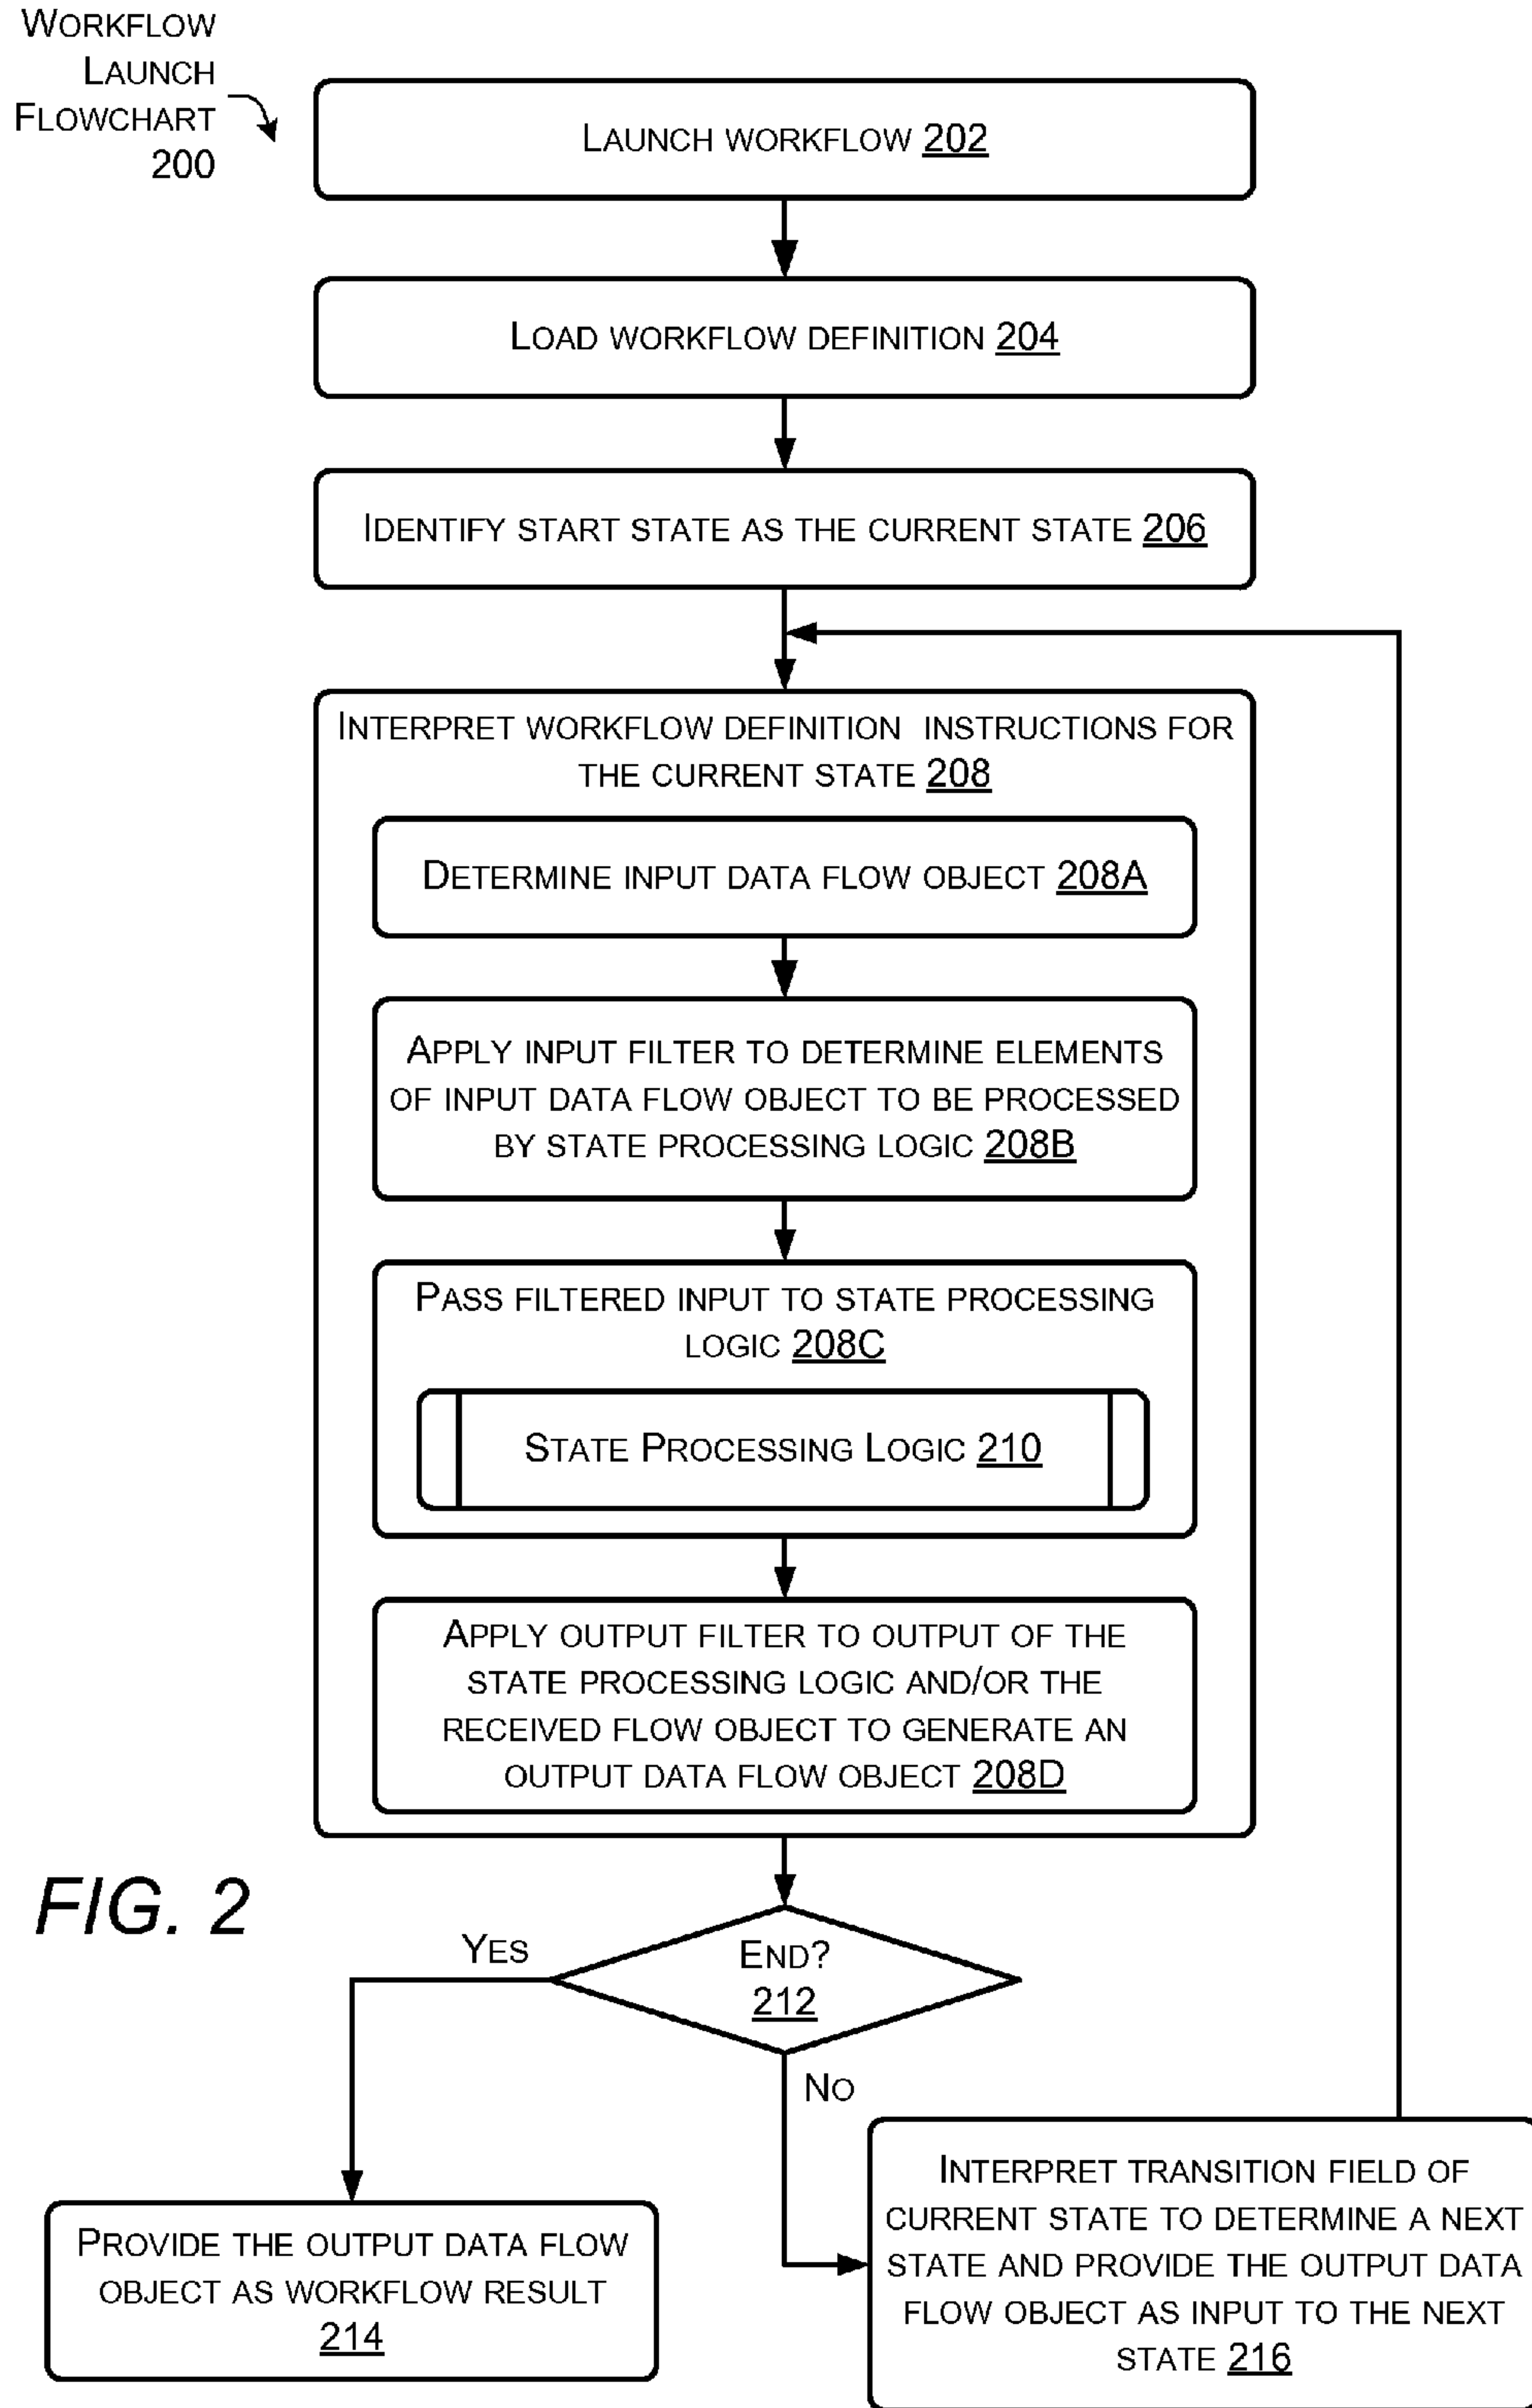 WORKFLOW
LAUNCH
FLOWCHART
200
LAUNCH WORKFLOW 202
LOAD WORKFLOW DEFINITION 204
IDENTIFY START STATE AS THE CURRENT STATE 206
INTERPRET WORKFLOW DEFINITION INSTRUCTIONS FOR
THE CURRENT STATE 208
DETERMINE INPUT DATA FLOW OBJECT 208A
APPLY INPUT FILTER TO DETERMINE ELEMENTS
OF INPUT DATA FLOW OBJECT TO BE PROCESSED
BY STATE PROCESSING LOGIC 208B
PASS FILTERED INPUT TO STATE PROCESSING
LOGIC 208C
STATE PROCESSING LOGIC 210
APPLY OUTPUT FILTER TO OUTPUT OF THE
STATE PROCESSING LOGIC AND/OR THE
RECEIVED FLOW OBJECT TO GENERATE AN
OUTPUT DATA FLOW OBJECT 208D
FIG. 2
YES
END?
212
NO
PROVIDE THE OUTPUT DATA FLOW
OBJECT AS WORKFLOW RESULT
214
INTERPRET TRANSITION FIELD OF
CURRENT STATE TO DETERMINE A NEXT
STATE AND PROVIDE THE OUTPUT DATA
FLOW OBJECT AS INPUT TO THE NEXT
STATE 216